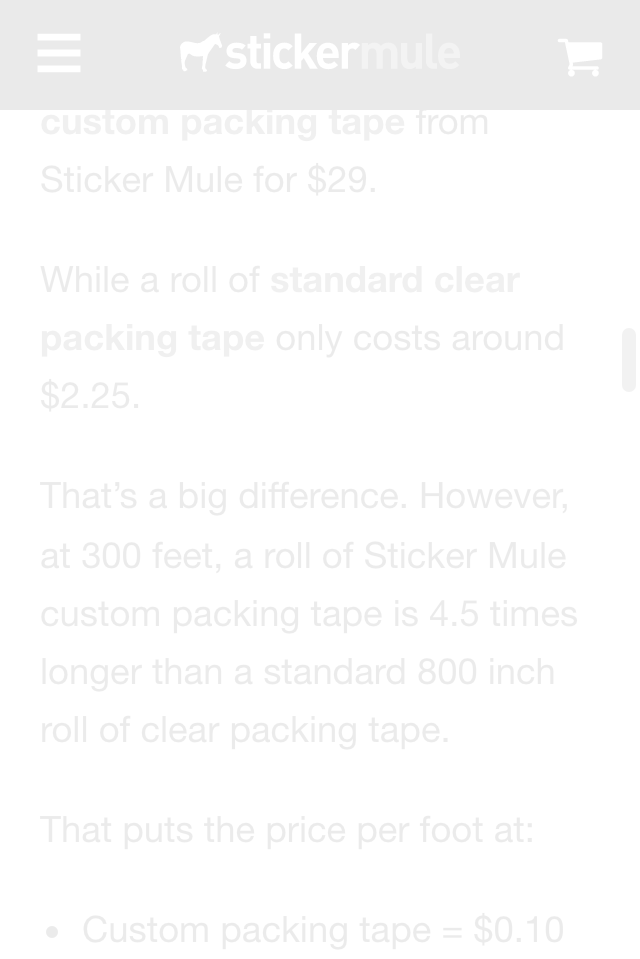 stickermule
custom packing tape from
Sticker Mule for $29.
While a roll of standard clear
packing tape only costs around
$2.25.
That’s a big difference. However,
at 300 feet, a roll of Sticker Mule
custom packing tape is 4.5 times
longer than a standard 800 inch
roll of clear packing tape.
That puts the price per foot at:
• Custom packing tape = $0.10